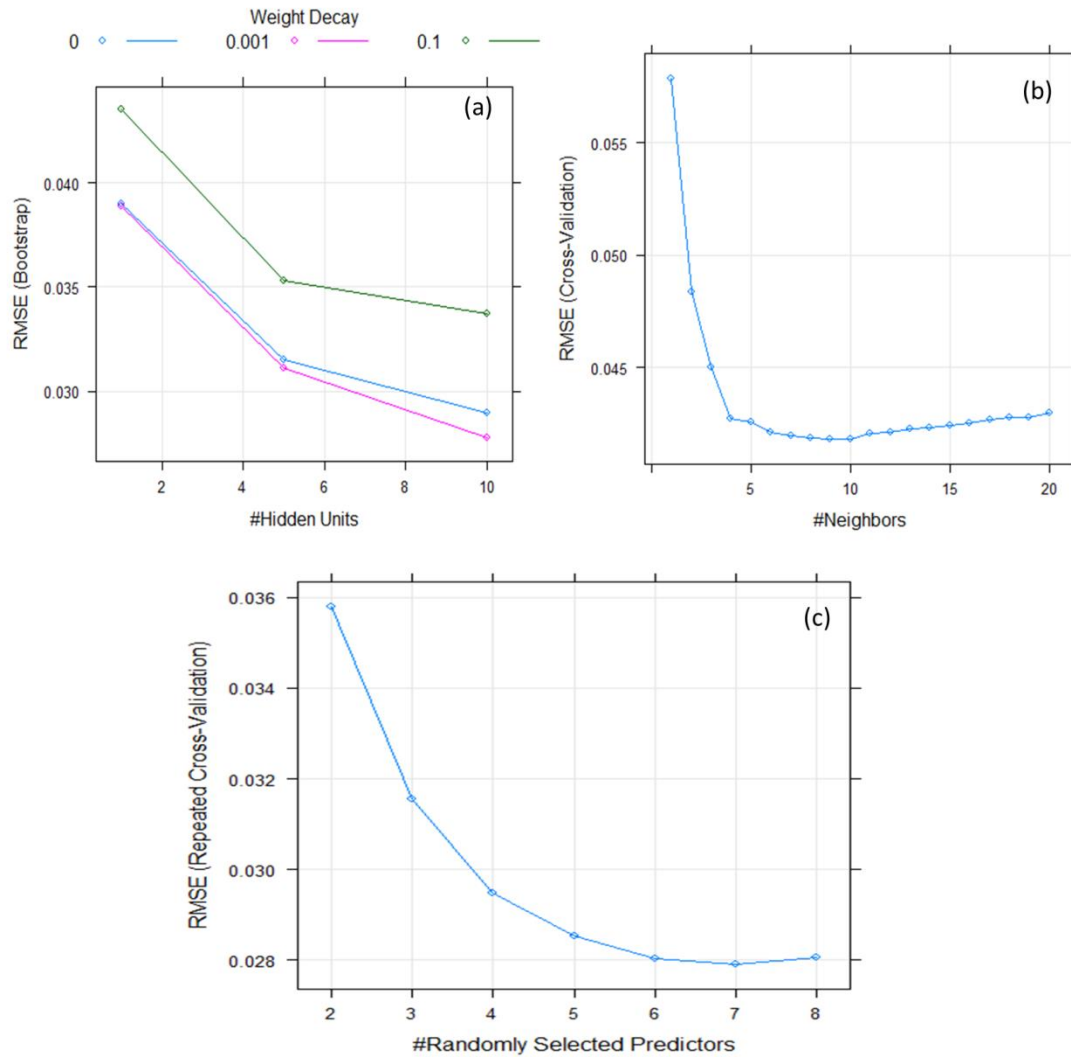 Weight Decay
0 0.001 0.1
(a)
RMSE (Bootstrap)
0.040
0.035
0.030
2 4 6 8 10
#Hidden Units
(b)
RMSE (Cross-Validation)
0.055
0.050
0.045
5 10 15 20
#Neighbors
(c)
RMSE (Repeated Cross-Validation)
0.036
0.034
0.032
0.030
0.028
2 3 4 5 6 7 8
#Randomly Selected Predictors